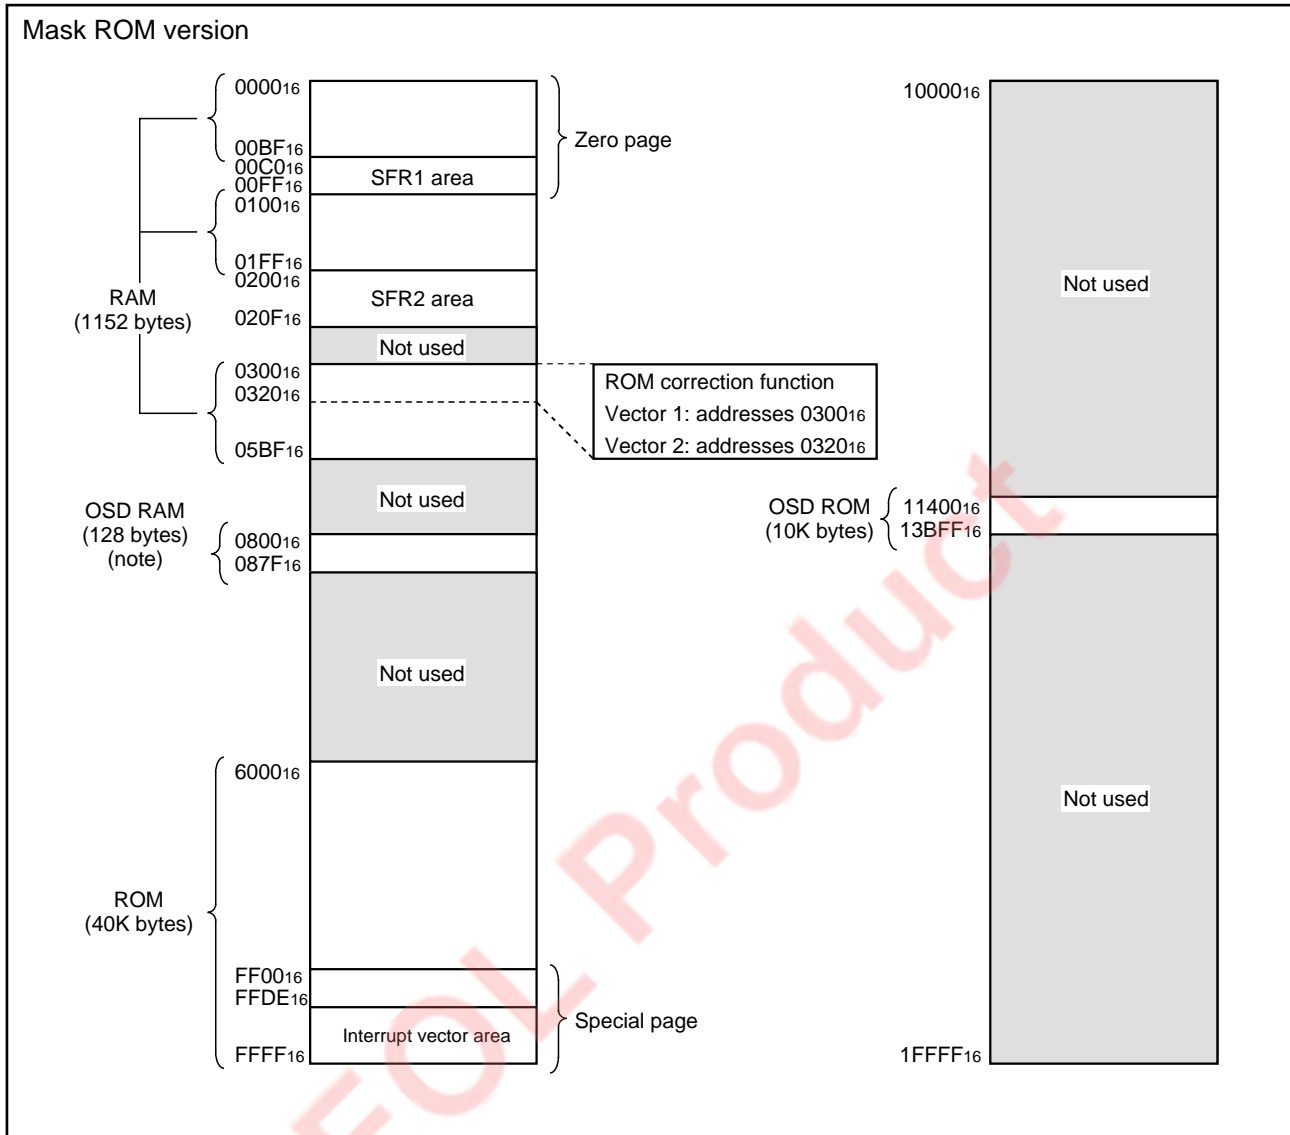 Mask ROM version
000016
00BF16
00C016
00FF16
SFR1 area
Zero page
010016
01FF16
020016
SFR2 area
020F16
RAM
(1152 bytes)
Not used
030016
032016
05BF16
ROM correction function
Vector 1: addresses 030016
Vector 2: addresses 032016
Not used
OSD RAM
(128 bytes)
(note)
080016
087F16
Not used
600016
ROM
(40K bytes)
FF0016
FFDE16
Interrupt vector area
Special page
FFFF16
1000016
Not used
OSD ROM
(10K bytes)
1140016
13BFF16
Not used
1FFFF16
EOL Product